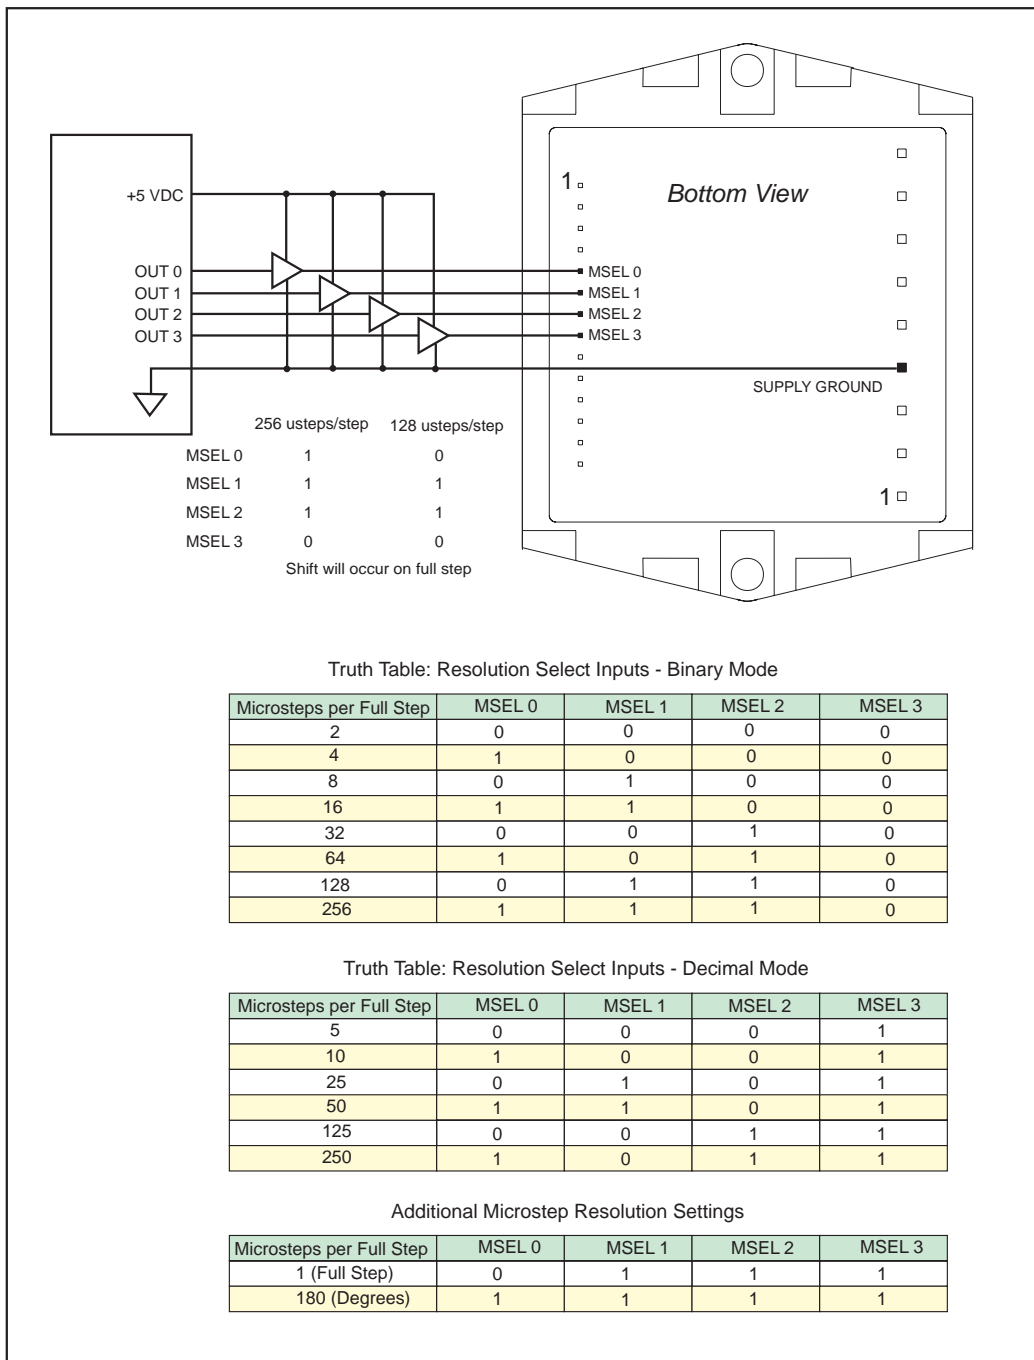 1
Bottom View
+5 VDC
OUT 0
MSEL 0
OUT 1
MSEL 1
OUT 2
MSEL 2
OUT 3
MSEL 3
SUPPLY GROUND
1
256 usteps/step 128 usteps/step
MSEL 0 1 0
MSEL 1 1 1
MSEL 2 1 1
MSEL 3 0 0
Shift will occur on full step
Truth Table: Resolution Select Inputs - Binary Mode
Microsteps per Full Step MSEL 0 MSEL 1 MSEL 2 MSEL 3
2 0 0 0 0
4 1 0 0 0
8 0 1 0 0
16 1 1 0 0
32 0 0 1 0
64 1 0 1 0
128 0 1 1 0
256 1 1 1 0
Truth Table: Resolution Select Inputs - Decimal Mode
Microsteps per Full Step MSEL 0 MSEL 1 MSEL 2 MSEL 3
5 0 0 0 1
10 1 0 0 1
25 0 1 0 1
50 1 1 0 1
125 0 0 1 1
250 1 0 1 1
Additional Microstep Resolution Settings
Microsteps per Full Step MSEL 0 MSEL 1 MSEL 2 MSEL 3
1 (Full Step) 0 1 1 1
180 (Degrees) 1 1 1 1